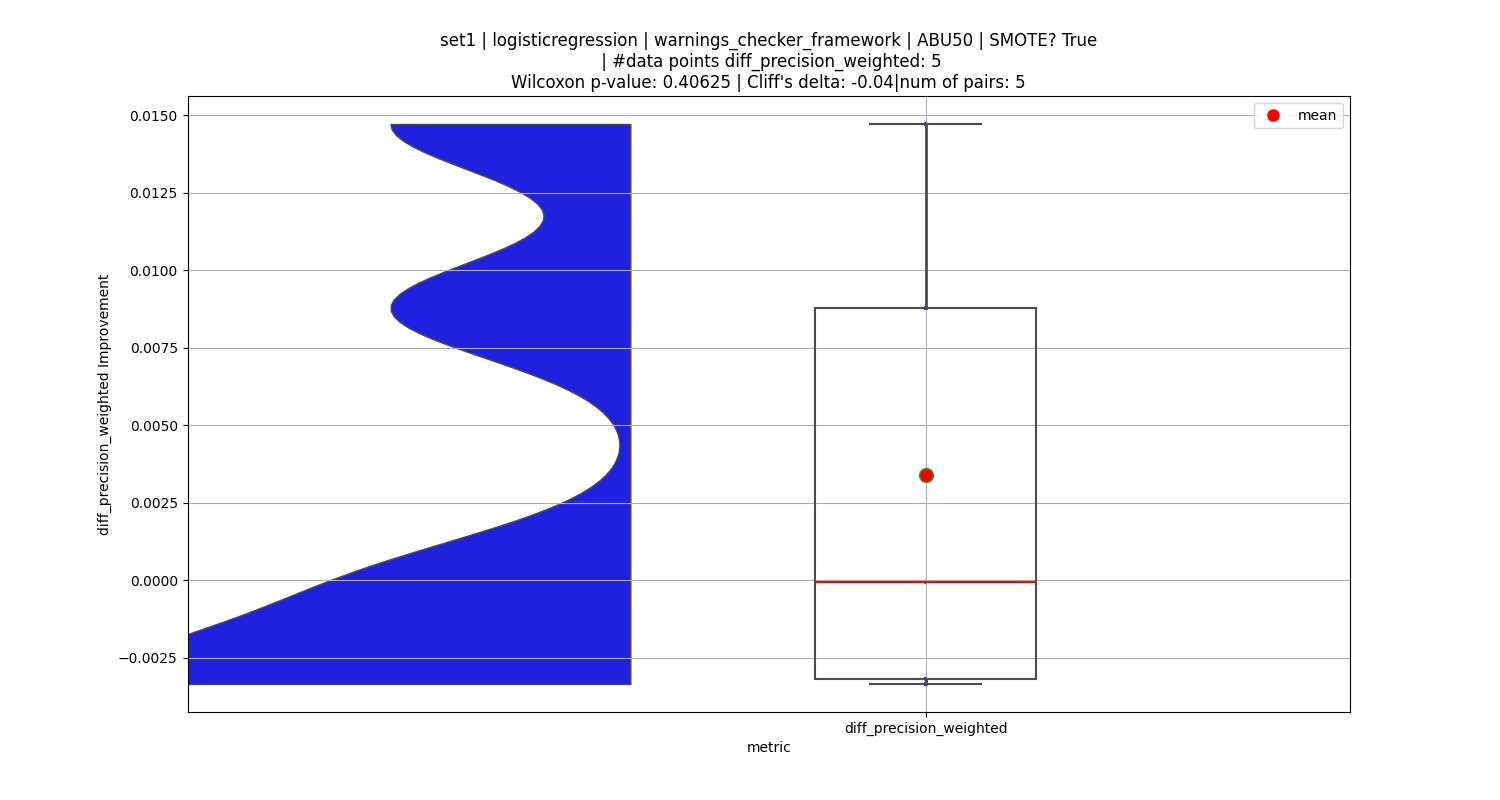 set1 | logisticregression | warnings_checker_framework | ABU50 | SMOTE? True
| #data points diff_precision_weighted: 5
Wilcoxon p-value: 0.40625 | Cliff's delta: -0.04|num of pairs: 5
mean
0.0150
0.0125
0.0100
0.0075
0.0050
0.0025
0.0000
−0.0025
diff_precision_weighted Improvement
diff_precision_weighted
metric